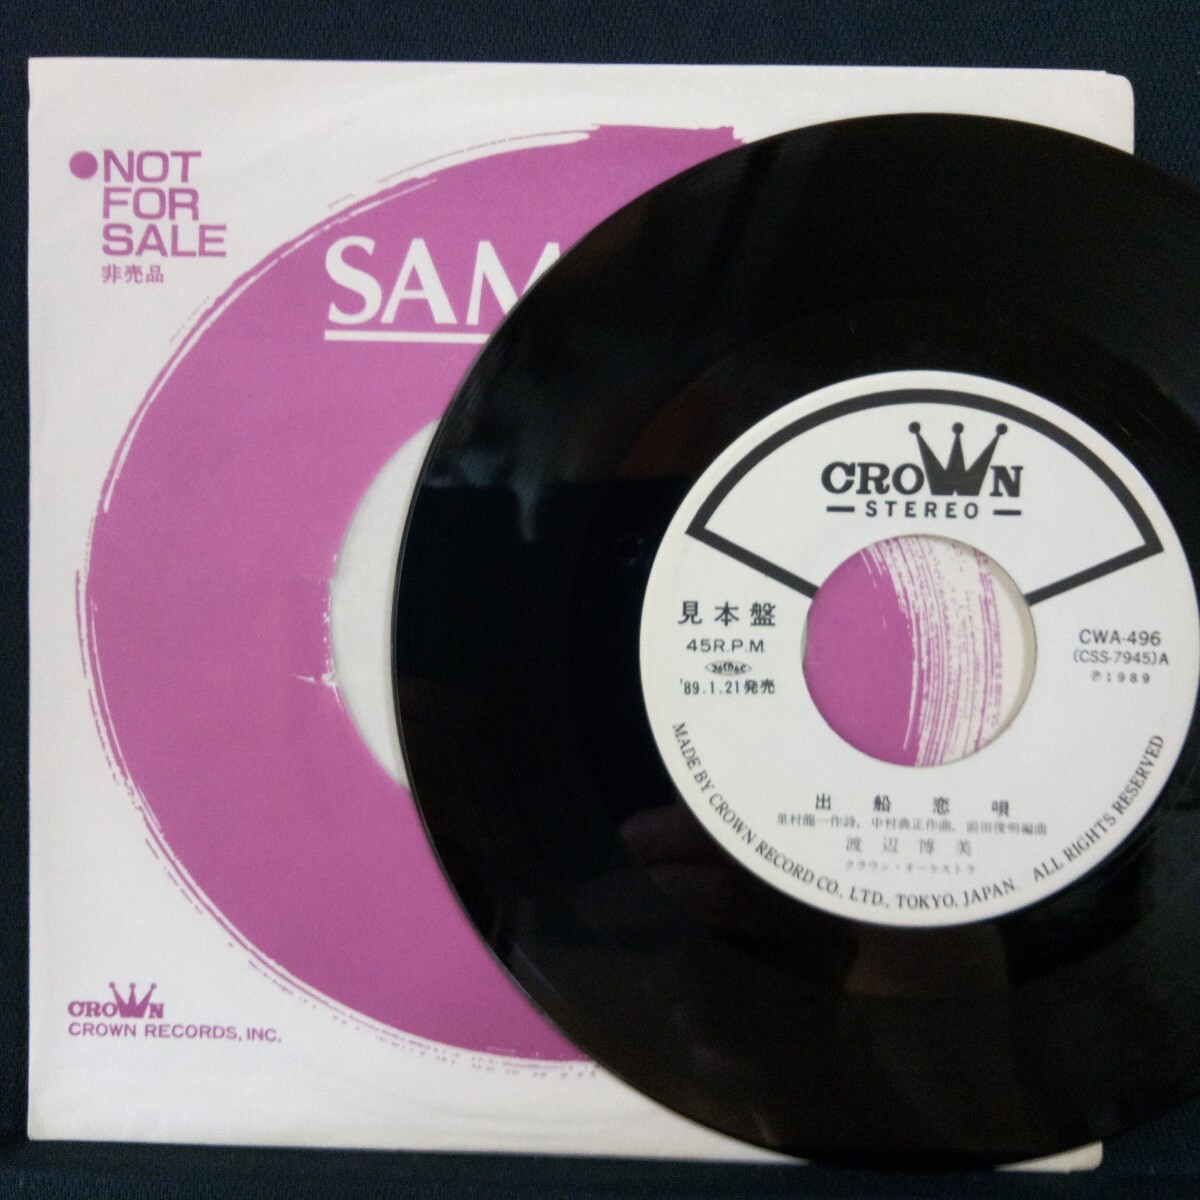 ●NOT
FOR
SALE
非売品
SAM
CROWN
CROWN RECORDS, INC.
CROWN
STEREO
見本盤
45R.P.M.
'89.1.21発売
CWA-496
(CSS-7945)A
℗1989
出船恋唄
里村龍一作詩、中村典正作曲、前田俊明編曲
渡辺博美
クラウン・オーケストラ
MADE BY CROWN RECORD CO., LTD., TOKYO, JAPAN. ALL RIGHTS RESERVED